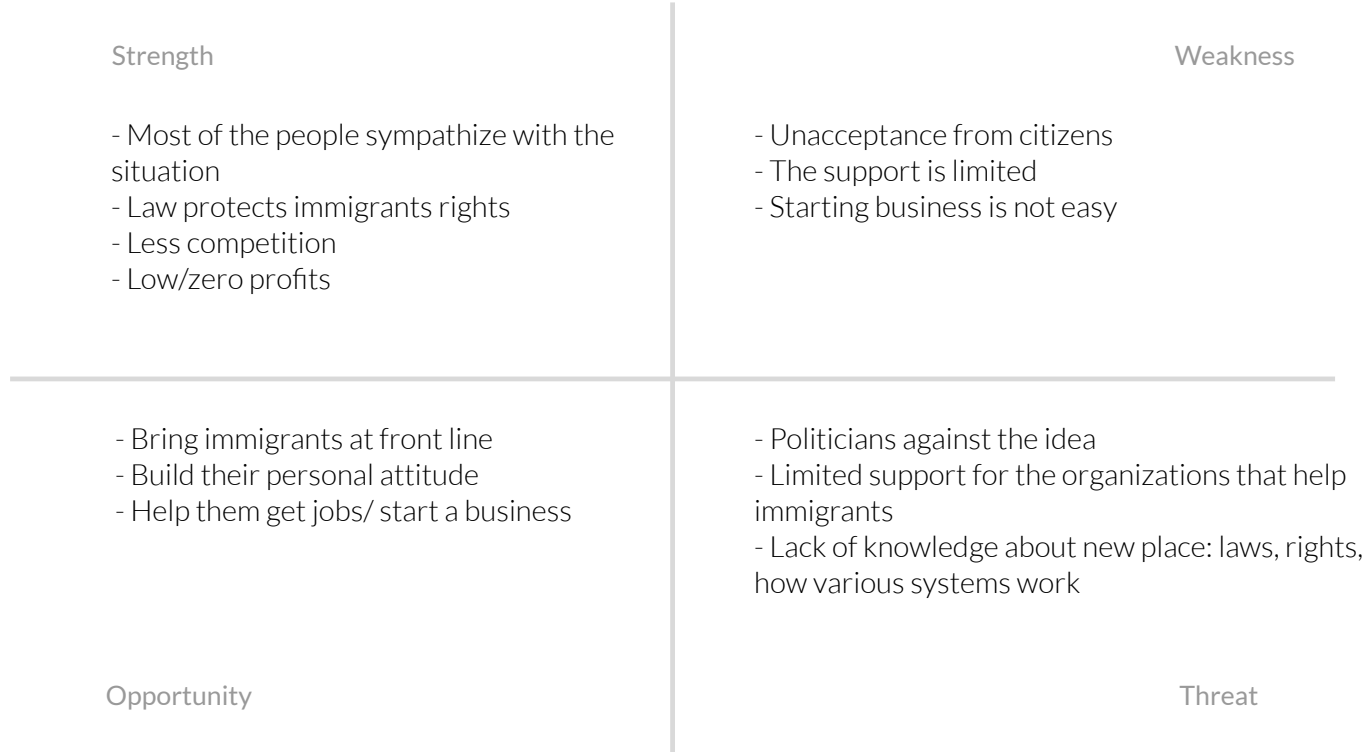 Strength
- Most of the people sympathize with the
situation
- Law protects immigrants rights
- Less competition
- Low/zero profits
Weakness
- Unacceptance from citizens
- The support is limited
- Starting business is not easy
- Bring immigrants at front line
- Build their personal attitude
- Help them get jobs/ start a business
Opportunity
- Politicians against the idea
- Limited support for the organizations that help
immigrants
- Lack of knowledge about new place: laws, rights,
how various systems work
Threat